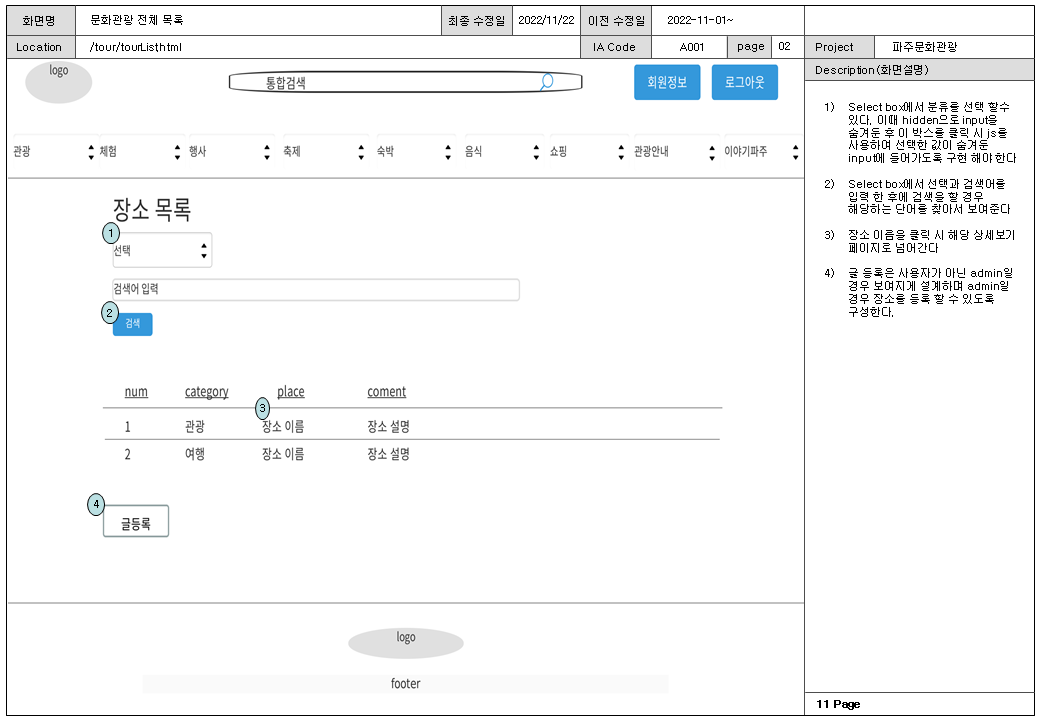 화면명 문화관광 전체 목록 최종 수정일 2022/11/22 이전 수정일 2022-11-01~
Location /tour/tourList.html IA Code A001 page 02 Project 파주문화관광
Description(화면설명)
logo 통합검색 회원정보 로그아웃
관광 체험 행사 축제 숙박 음식 쇼핑 관광안내 이야기파주
장소 목록
1
선택
검색어 입력
2
검색
num category place coment
3
1 관광 장소 이름 장소 설명
2 여행 장소 이름 장소 설명
4
글등록
logo
footer
1) Select box에서 분류를 선택 할수
있다. 이때 hidden으로 input을
숨겨둔 후 이 박스를 클릭 시 js를
사용하여 선택한 값이 숨겨둔
input에 들어가도록 구현 해야 한다
2) Select box에서 선택과 검색어를
입력 한 후에 검색을 할 경우
해당하는 단어를 찾아서 보여준다
3) 장소 이름을 클릭 시 해당 상세보기
페이지로 넘어간다
4) 글 등록은 사용자가 아닌 admin일
경우 보여지게 설계하며 admin일
경우 장소를 등록 할 수 있도록
구성한다.
11 Page